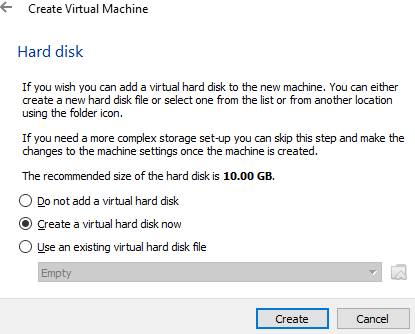 Create Virtual Machine
Hard disk
If you wish you can add a virtual hard disk to the new machine. You can either
create a new hard disk file or select one from the list or from another location
using the folder icon.
If you need a more complex storage set-up you can skip this step and make the
changes to the machine settings once the machine is created.
The recommended size of the hard disk is 10.00 GB.
Do not add a virtual hard disk
Create a virtual hard disk now
Use an existing virtual hard disk file
Empty
Create Cancel